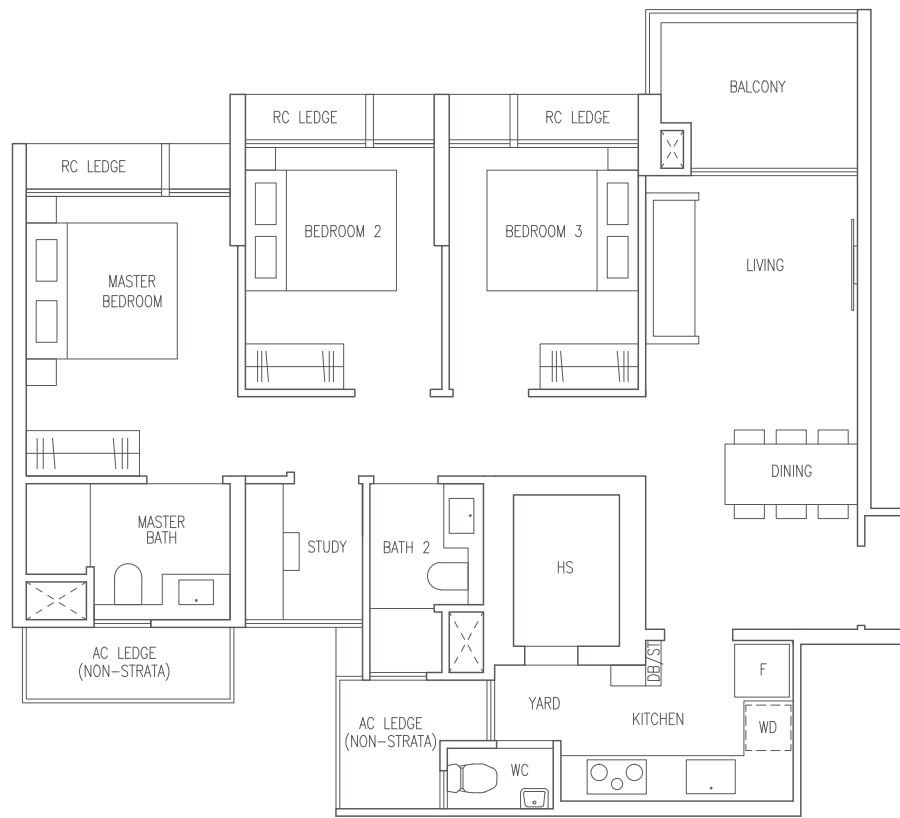 BALCONY
RC LEDGE
RC LEDGE
RC LEDGE
BEDROOM 2
BEDROOM 3
LIVING
MASTER
BEDROOM
DINING
MASTER
BATH
STUDY
BATH 2
HS
AC LEDGE
(NON-STRATA)
DB/ST
F
YARD
KITCHEN
WD
AC LEDGE
(NON-STRATA)
WC